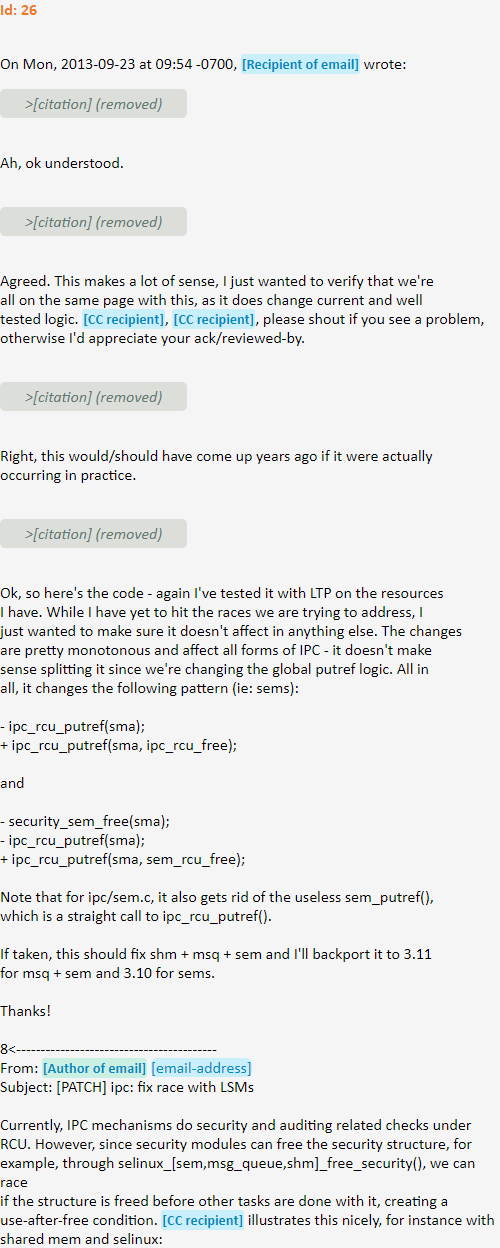 Id: 26
On Mon, 2013-09-23 at 09:54 -0700, [Recipient of email] wrote:
>[citation] (removed)
Ah, ok understood.
>[citation] (removed)
Agreed. This makes a lot of sense, I just wanted to verify that we're
all on the same page with this, as it does change current and well
tested logic. [CC recipient], [CC recipient], please shout if you see a problem,
otherwise I'd appreciate your ack/reviewed-by.
>[citation] (removed)
Right, this would/should have come up years ago if it were actually
occurring in practice.
>[citation] (removed)
Ok, so here's the code - again I've tested it with LTP on the resources
I have. While I have yet to hit the races we are trying to address, I
just wanted to make sure it doesn't affect in anything else. The changes
are pretty monotonous and affect all forms of IPC - it doesn't make
sense splitting it since we're changing the global putref logic. All in
all, it changes the following pattern (ie: sems):
- ipc_rcu_putref(sma);
+ ipc_rcu_putref(sma, ipc_rcu_free);
and
- security_sem_free(sma);
- ipc_rcu_putref(sma);
+ ipc_rcu_putref(sma, sem_rcu_free);
Note that for ipc/sem.c, it also gets rid of the useless sem_putref(),
which is a straight call to ipc_rcu_putref().
If taken, this should fix shm + msq + sem and I'll backport it to 3.11
for msq + sem and 3.10 for sems.
Thanks!
8<-----------------------------------------
From: [Author of email] [email-address]
Subject: [PATCH] ipc: fix race with LSMs
Currently, IPC mechanisms do security and auditing related checks under
RCU. However, since security modules can free the security structure, for
example, through selinux_[sem,msg_queue,shm]_free_security(), we can
race
if the structure is freed before other tasks are done with it, creating a
use-after-free condition. [CC recipient] illustrates this nicely, for instance with
shared mem and selinux: